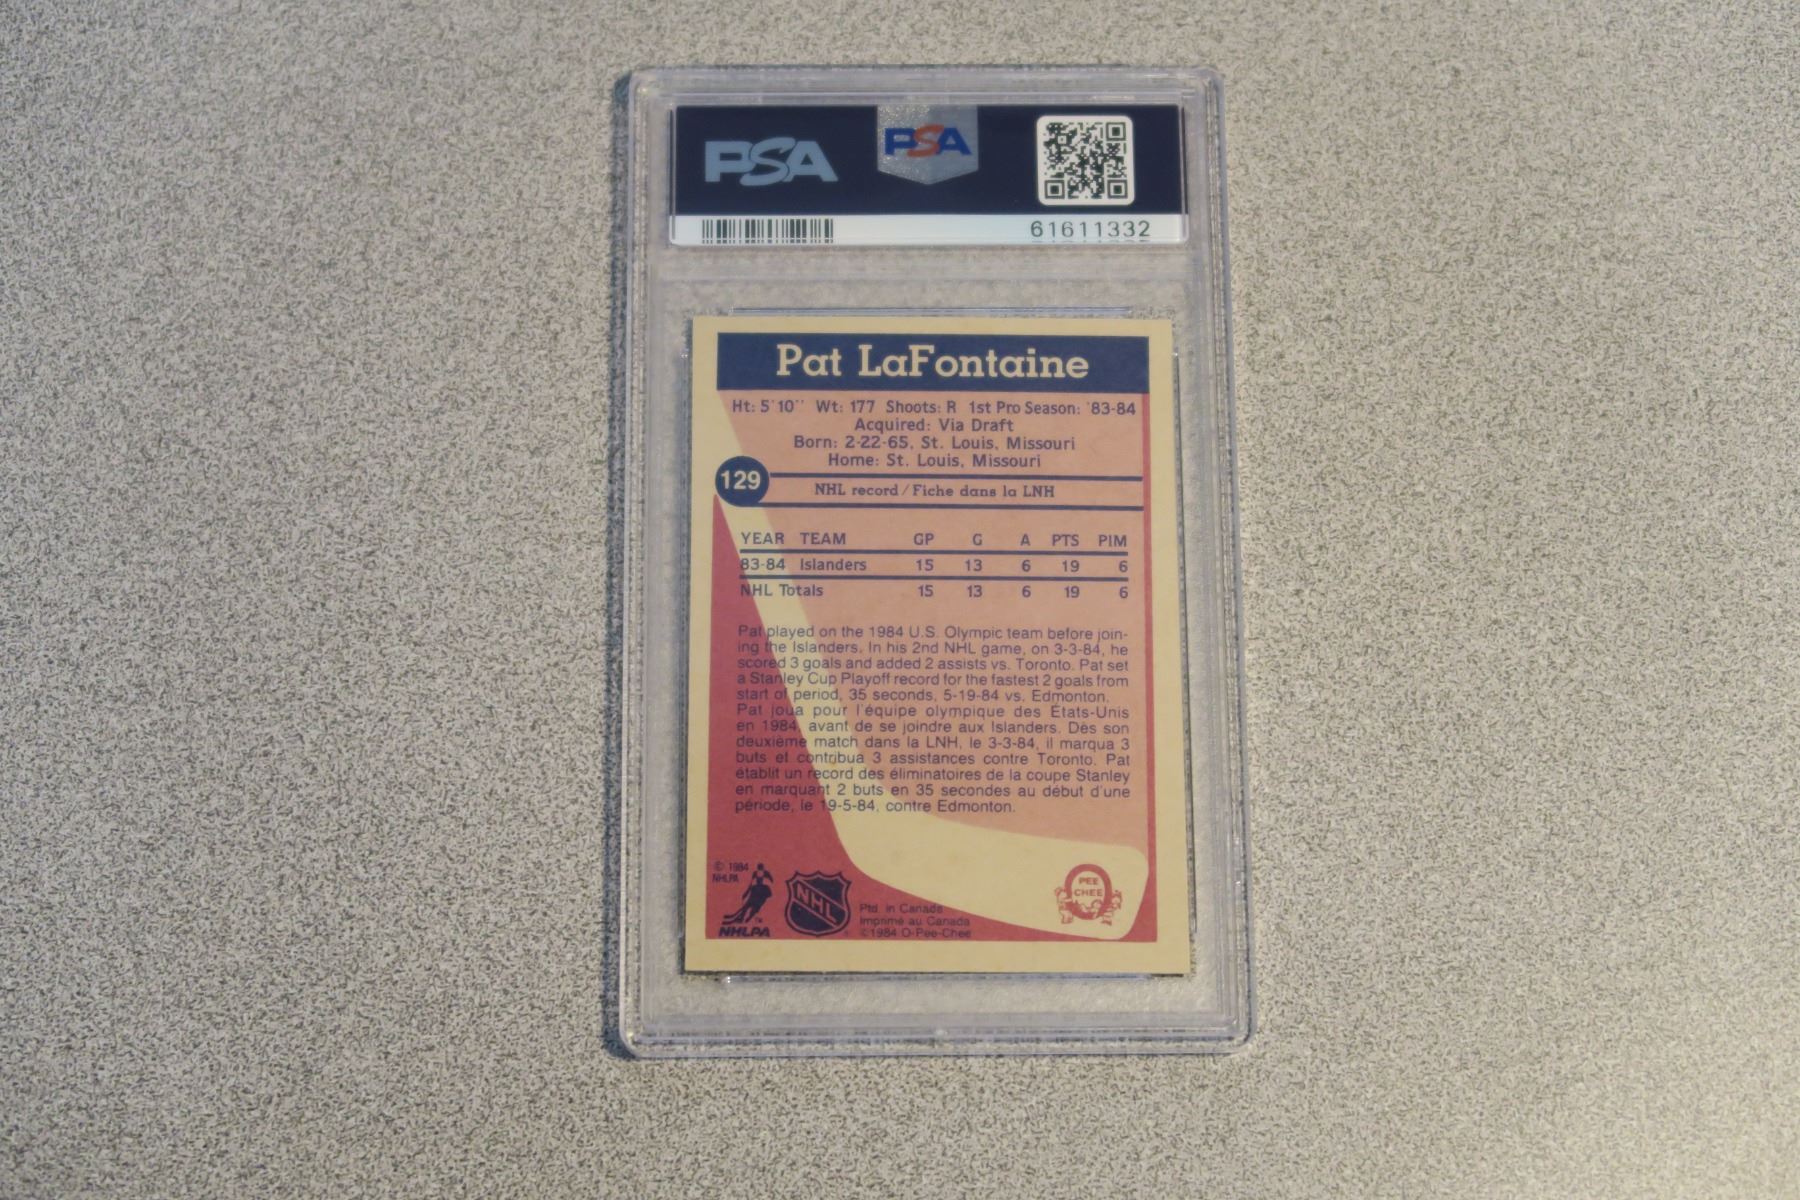 PSA PSA
61611332
Pat LaFontaine
Ht: 5'10" Wt: 177 Shoots: R 1st Pro Season: '83-84
Acquired: Via Draft
Born: 2-22-65, St. Louis, Missouri
Home: St. Louis, Missouri
129 NHL record / Fiche dans la LNH
YEAR TEAM GP G A PTS PIM
83-84 Islanders 15 13 6 19 6
NHL Totals 15 13 6 19 6
Pat played on the 1984 U.S. Olympic team before join-
ing the Islanders. In his 2nd NHL game, on 3-3-84, he
scored 3 goals and added 2 assists vs. Toronto. Pat set
a Stanley Cup Playoff record for the fastest 2 goals from
start of period, 35 seconds, 5-19-84 vs. Edmonton.
Pat joua pour l'équipe olympique des États-Unis
en 1984, avant de se joindre aux Islanders. Dès son
deuxième match dans la LNH, le 3-3-84, il marqua 3
buts et contribua 3 assistances contre Toronto. Pat
établit un record des éliminatoires de la coupe Stanley
en marquant 2 buts en 35 secondes au début d'une
période, le 19-5-84, contre Edmonton.
© 1984
NHLPA
NHLPA
NHL
Ptd. in Canada
Imprimé au Canada
©1984 O-Pee-Chee
PEE
CHEE